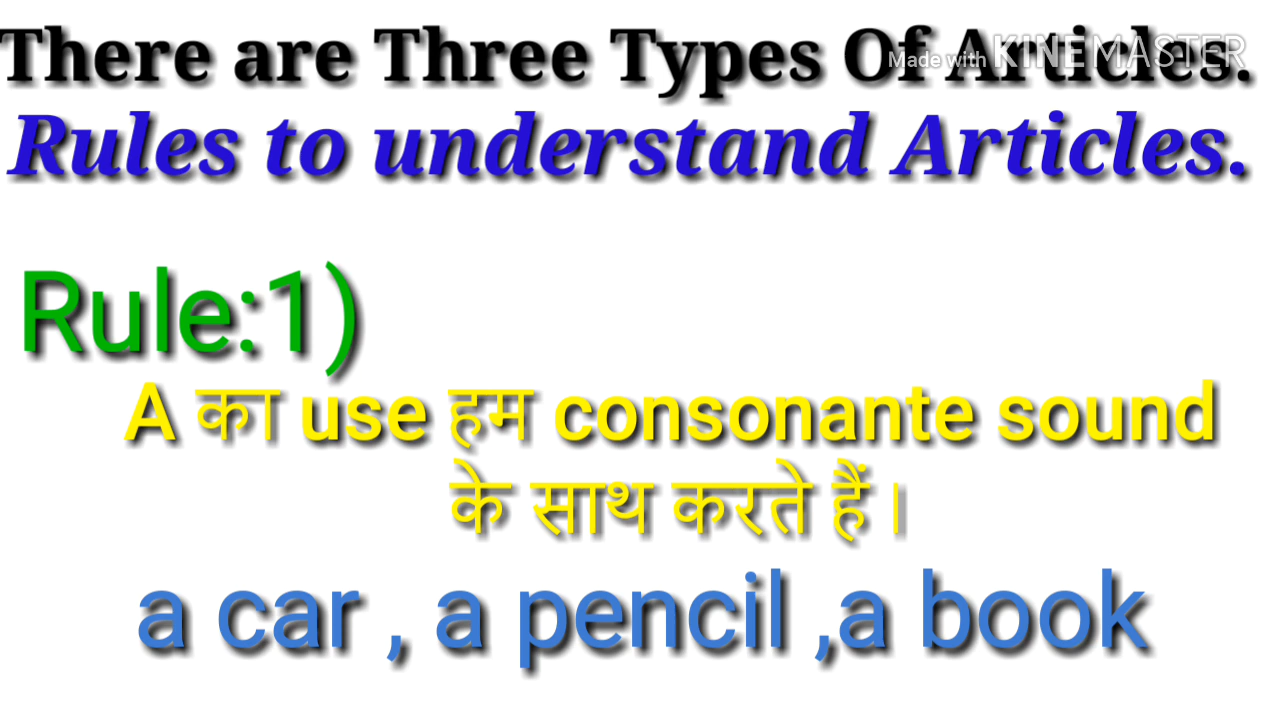 There are Three Types Of Articles.
Made with KINEMASTER
Rules to understand Articles.
Rule:1)
A का use हम consonante sound
के साथ करते हैं।
a car , a pencil ,a book